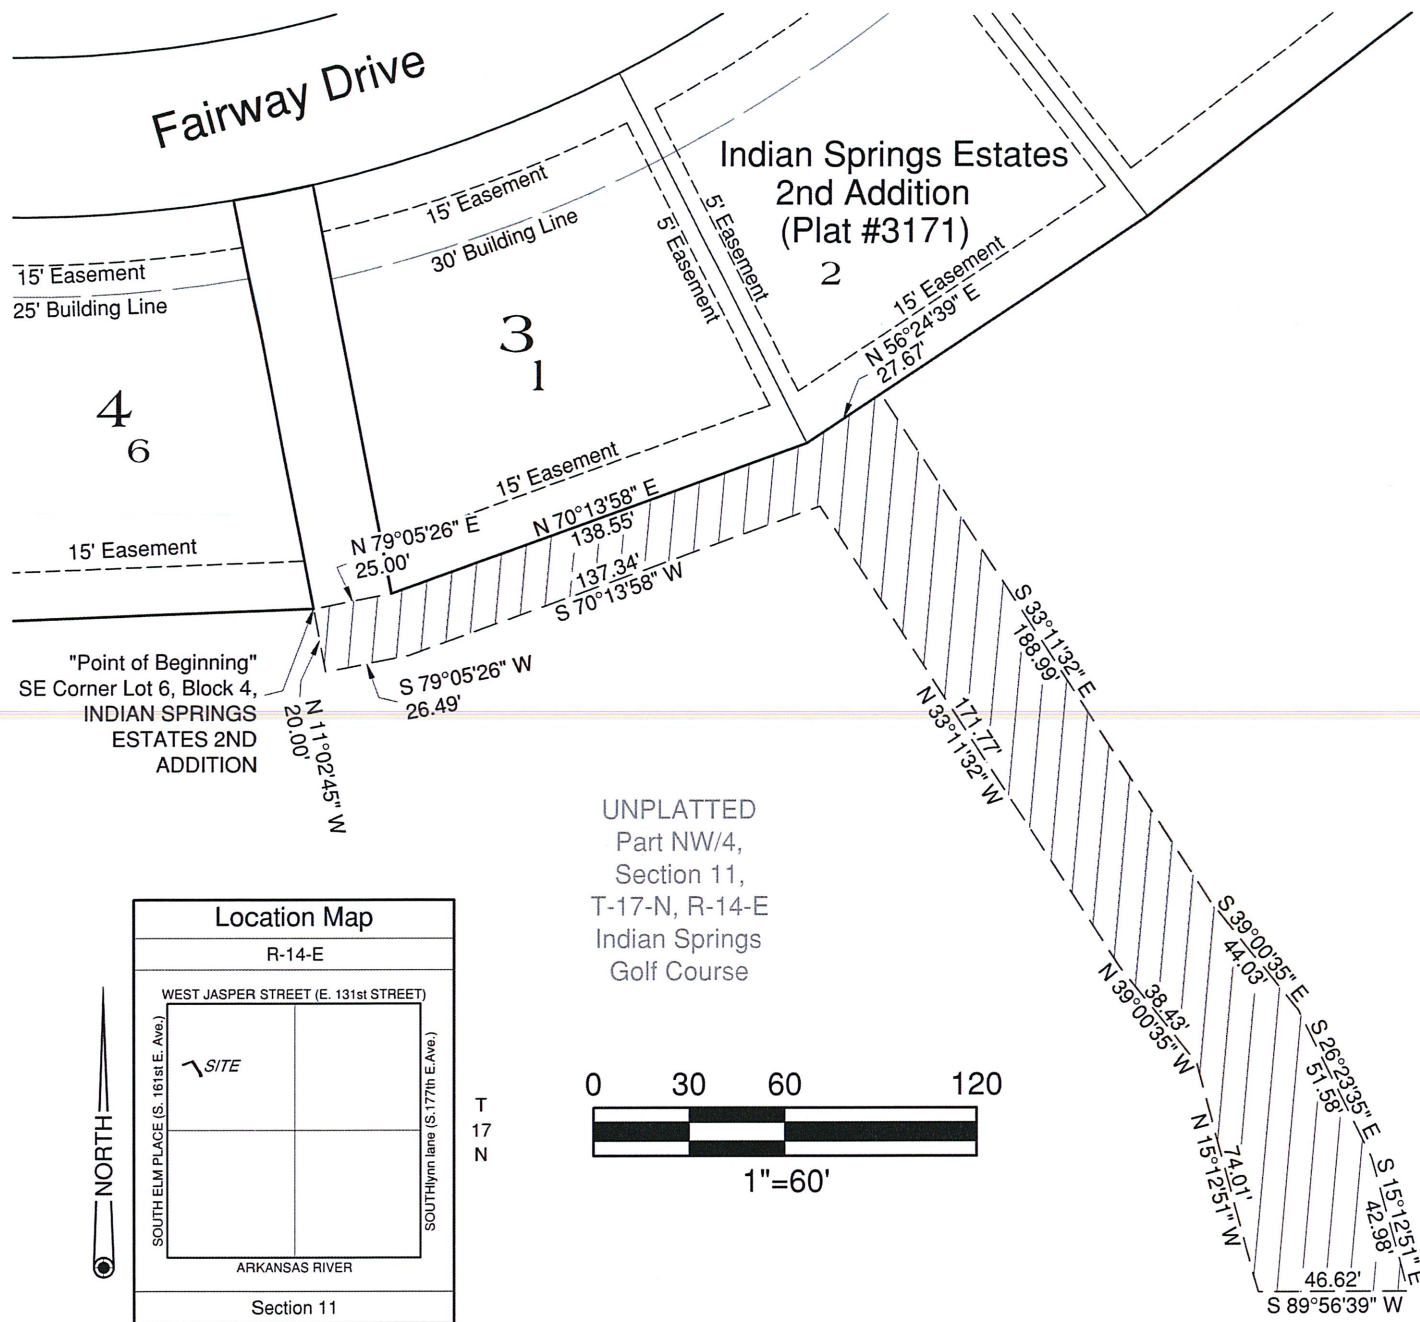 Fairway Drive
15' Easement
30' Building Line
15' Easement
25' Building Line
5' Easement
5' Easement
Indian Springs Estates
2nd Addition
(Plat #3171)
2
15' Easement
N 56°24'39" E
27.67'
3
1
4
6
15' Easement
15' Easement
N 79°05'26" E
25.00'
N 70°13'58" E
138.55'
137.34'
S 70°13'58" W
S 79°05'26" W
26.49'
"Point of Beginning"
SE Corner Lot 6, Block 4,
INDIAN SPRINGS
ESTATES 2ND
ADDITION
N 11°02'45" W
20.00'
S 33°11'32" E
188.99'
171.77'
N 33°11'32" W
UNPLATTED
Part NW/4,
Section 11,
T-17-N, R-14-E
Indian Springs
Golf Course
S 39°00'35" E
44.03'
38.43'
N 39°00'35" W
S 26°23'35" E
51.58'
74.01'
N 15°12'51" W
S 15°12'51" E
42.98'
46.62'
S 89°56'39" W
Location Map
R-14-E
WEST JASPER STREET (E. 131st STREET)
SOUTH ELM PLACE (S. 161st E. Ave.)
SITE
SOUTHlynn lane (S.177th E.Ave.)
ARKANSAS RIVER
Section 11
T
17
N
NORTH
0 30 60 120
1"=60'